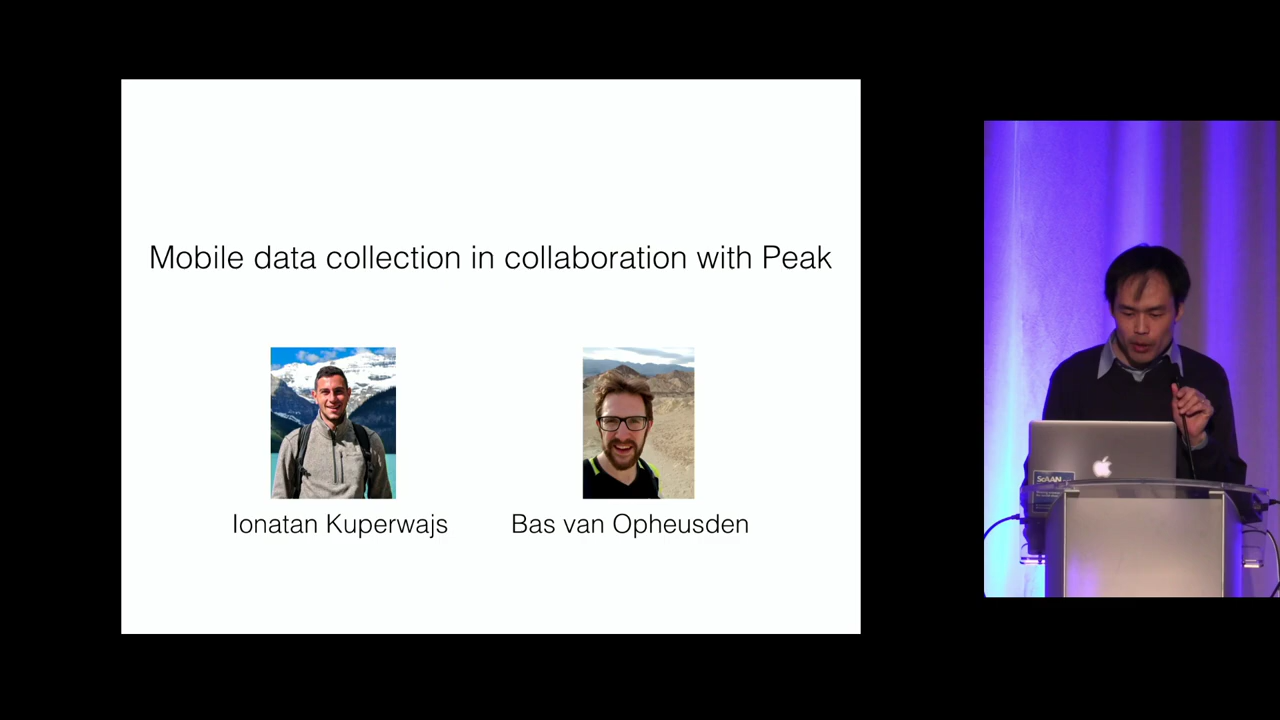 Mobile data collection in collaboration with Peak
Ionatan Kuperwajs
Bas van Opheusden